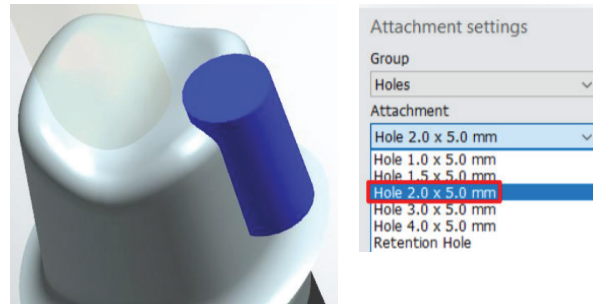 Attachment settings
Group
Holes
Attachment
Hole 2.0 x 5.0 mm
Hole 1.0 x 5.0 mm
Hole 1.5 x 5.0 mm
Hole 2.0 x 5.0 mm
Hole 3.0 x 5.0 mm
Hole 4.0 x 5.0 mm
Retention Hole